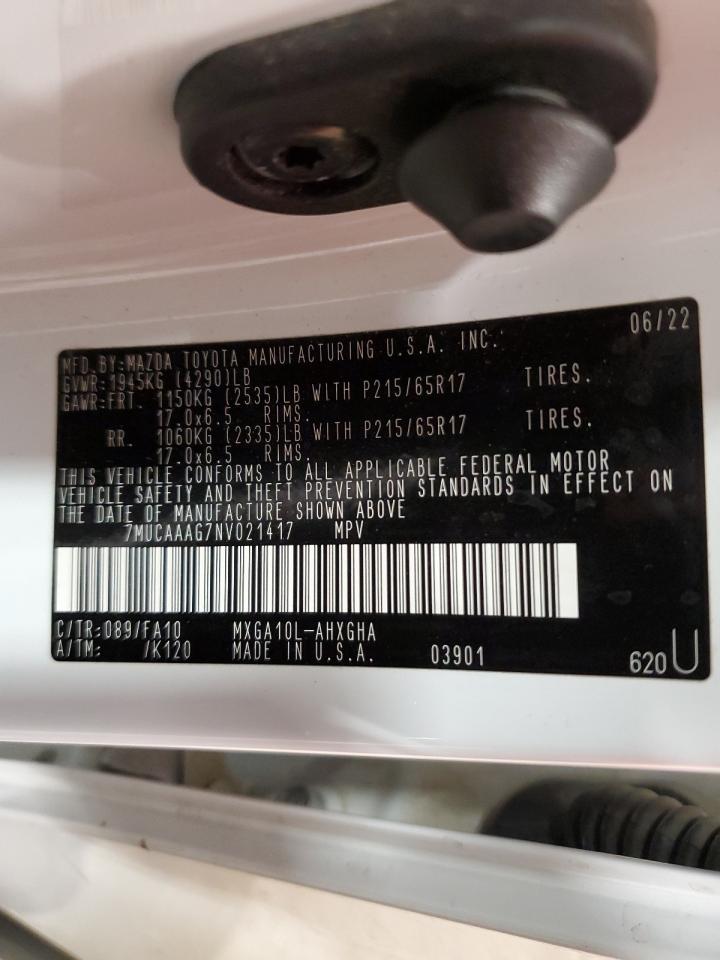 06/22
MFD.BY:MAZDA TOYOTA MANUFACTURING U.S.A. INC.
GVWR:1945KG (4290)LB
GAWR:FRT. 1150KG (2535)LB WITH P215/65R17 TIRES.
17.0x6.5 RIMS.
RR. 1060KG (2335)LB WITH P215/65R17 TIRES.
17.0x6.5 RIMS.
THIS VEHICLE CONFORMS TO ALL APPLICABLE FEDERAL MOTOR
VEHICLE SAFETY AND THEFT PREVENTION STANDARDS IN EFFECT ON
THE DATE OF MANUFACTURE SHOWN ABOVE
7MUCAAAG7NV021417 MPV
C/TR:089/FA10 MXGA10L-AHXGHA
A/TM: /K120 MADE IN U.S.A. 03901 620 U